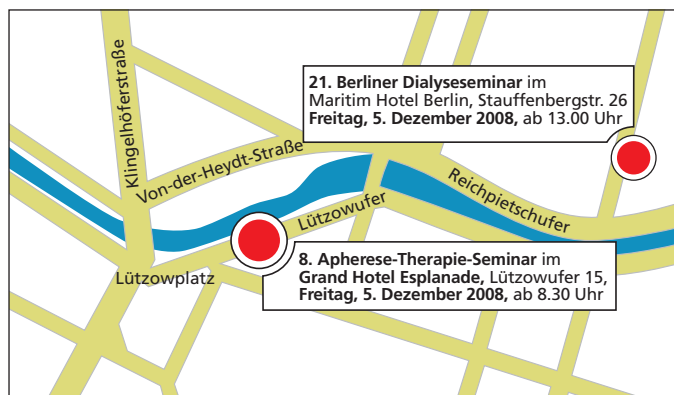 Klingelhöferstraße
21. Berliner Dialyseseminar im
Maritim Hotel Berlin, Stauffenbergstr. 26
Freitag, 5. Dezember 2008, ab 13.00 Uhr
Von-der-Heydt-Straße
Reichpietschufer
Lützowufer
Lützowplatz
8. Apherese-Therapie-Seminar im
Grand Hotel Esplanade, Lützowufer 15,
Freitag, 5. Dezember 2008, ab 8.30 Uhr